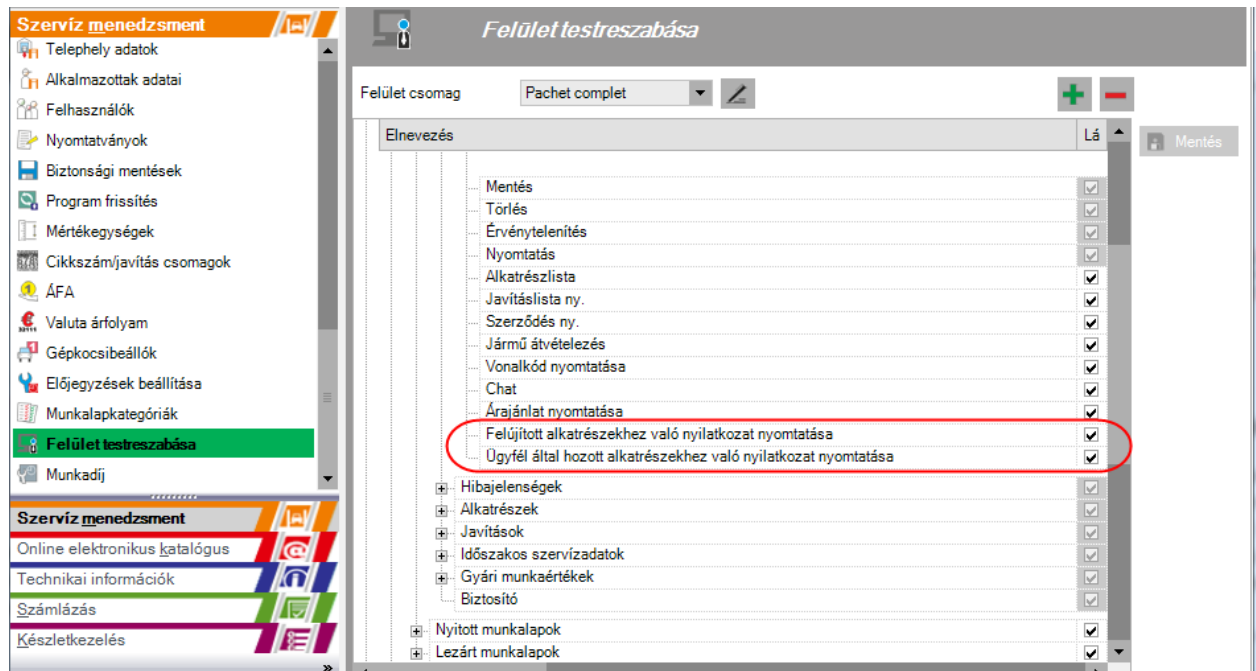 Szervíz menedzsment
Telephely adatok
Alkalmazottak adatai
Felhasználók
Nyomtatványok
Biztonsági mentések
Program frissítés
Mértékegységek
Cikkszám/javítás csomagok
ÁFA
Valuta árfolyam
Gépkocsibeállók
Előjegyzések beállítása
Munkalapkategóriák
Felület testreszabása
Munkadíj
Szervíz menedzsment
Online elektronikus katalógus
Technikai információk
Számlázás
Készletkezelés
»
Felület testreszabása
Felület csomag
Pachet complet
Mentés
Elnevezés
Lá
Mentés
Törlés
Érvénytelenítés
Nyomtatás
Alkatrészlista
Javításlista ny.
Szerződés ny.
Jármű átvételezés
Vonalkód nyomtatása
Chat
Árajánlat nyomtatása
Felújított alkatrészekhez való nyilatkozat nyomtatása
Ügyfél által hozott alkatrészekhez való nyilatkozat nyomtatása
Hibajelenségek
Alkatrészek
Javítások
Időszakos szervízadatok
Gyári munkaértékek
Biztosító
Nyitott munkalapok
Lezárt munkalapok